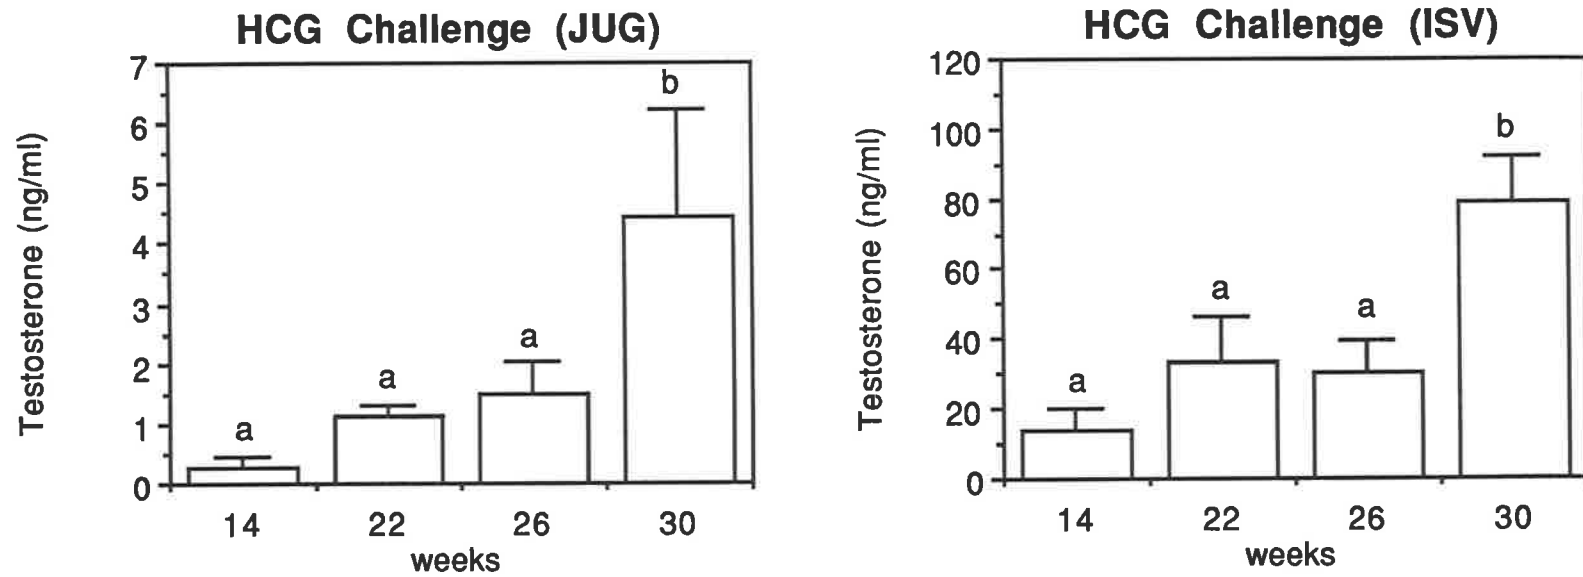 HCG Challenge (JUG)
Testosterone (ng/ml)
7
6
5
4
3
2
1
0
a
a
a
b
14 22 26 30
weeks
HCG Challenge (ISV)
Testosterone (ng/ml)
120
100
80
60
40
20
0
a
a
a
b
14 22 26 30
weeks